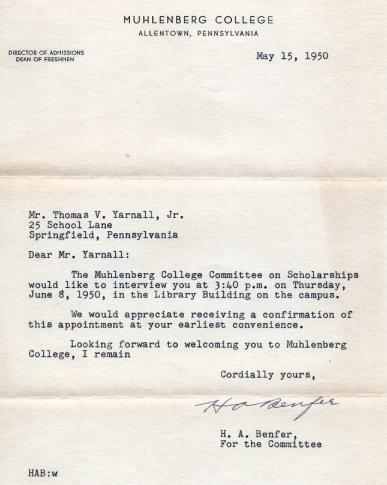 MUHLENBERG COLLEGE
ALLENTOWN, PENNSYLVANIA
DIRECTOR OF ADMISSIONS
DEAN OF FRESHMEN
May 15, 1950
Mr. Thomas V. Yarnall, Jr.
25 School Lane
Springfield, Pennsylvania
Dear Mr. Yarnall:
The Muhlenberg College Committee on Scholarships
would like to interview you at 3:40 p.m. on Thursday,
June 8, 1950, in the Library Building on the campus.
We would appreciate receiving a confirmation of
this appointment at your earliest convenience.
Looking forward to welcoming you to Muhlenberg
College, I remain
Cordially yours,
H A Benfer
H. A. Benfer,
For the Committee
HAB:w